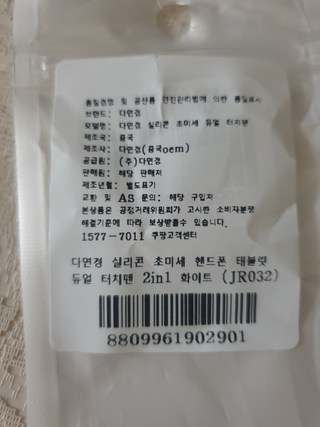 품질경영 및 공산품 안전관리법에 의한 품질표시
브랜드: 다연정
모델명: 다연정 실리콘 초미세 듀얼 터치펜
제조국: 중국
제조사: 다연정(중국oem)
공급원: (주)다연정
판매원: 해당 판매처
제조년월: 별도표기
교환 및 AS 문의: 해당 구입처
본상품은 공정거래위원회가 고시한 소비자분쟁
해결기준에 따라 보상받을수 있습니다.
1577-7011 쿠팡고객센터
다연정 실리콘 초미세 핸드폰 태블릿
듀얼 터치펜 2in1 화이트 (JR032)
8809961902901